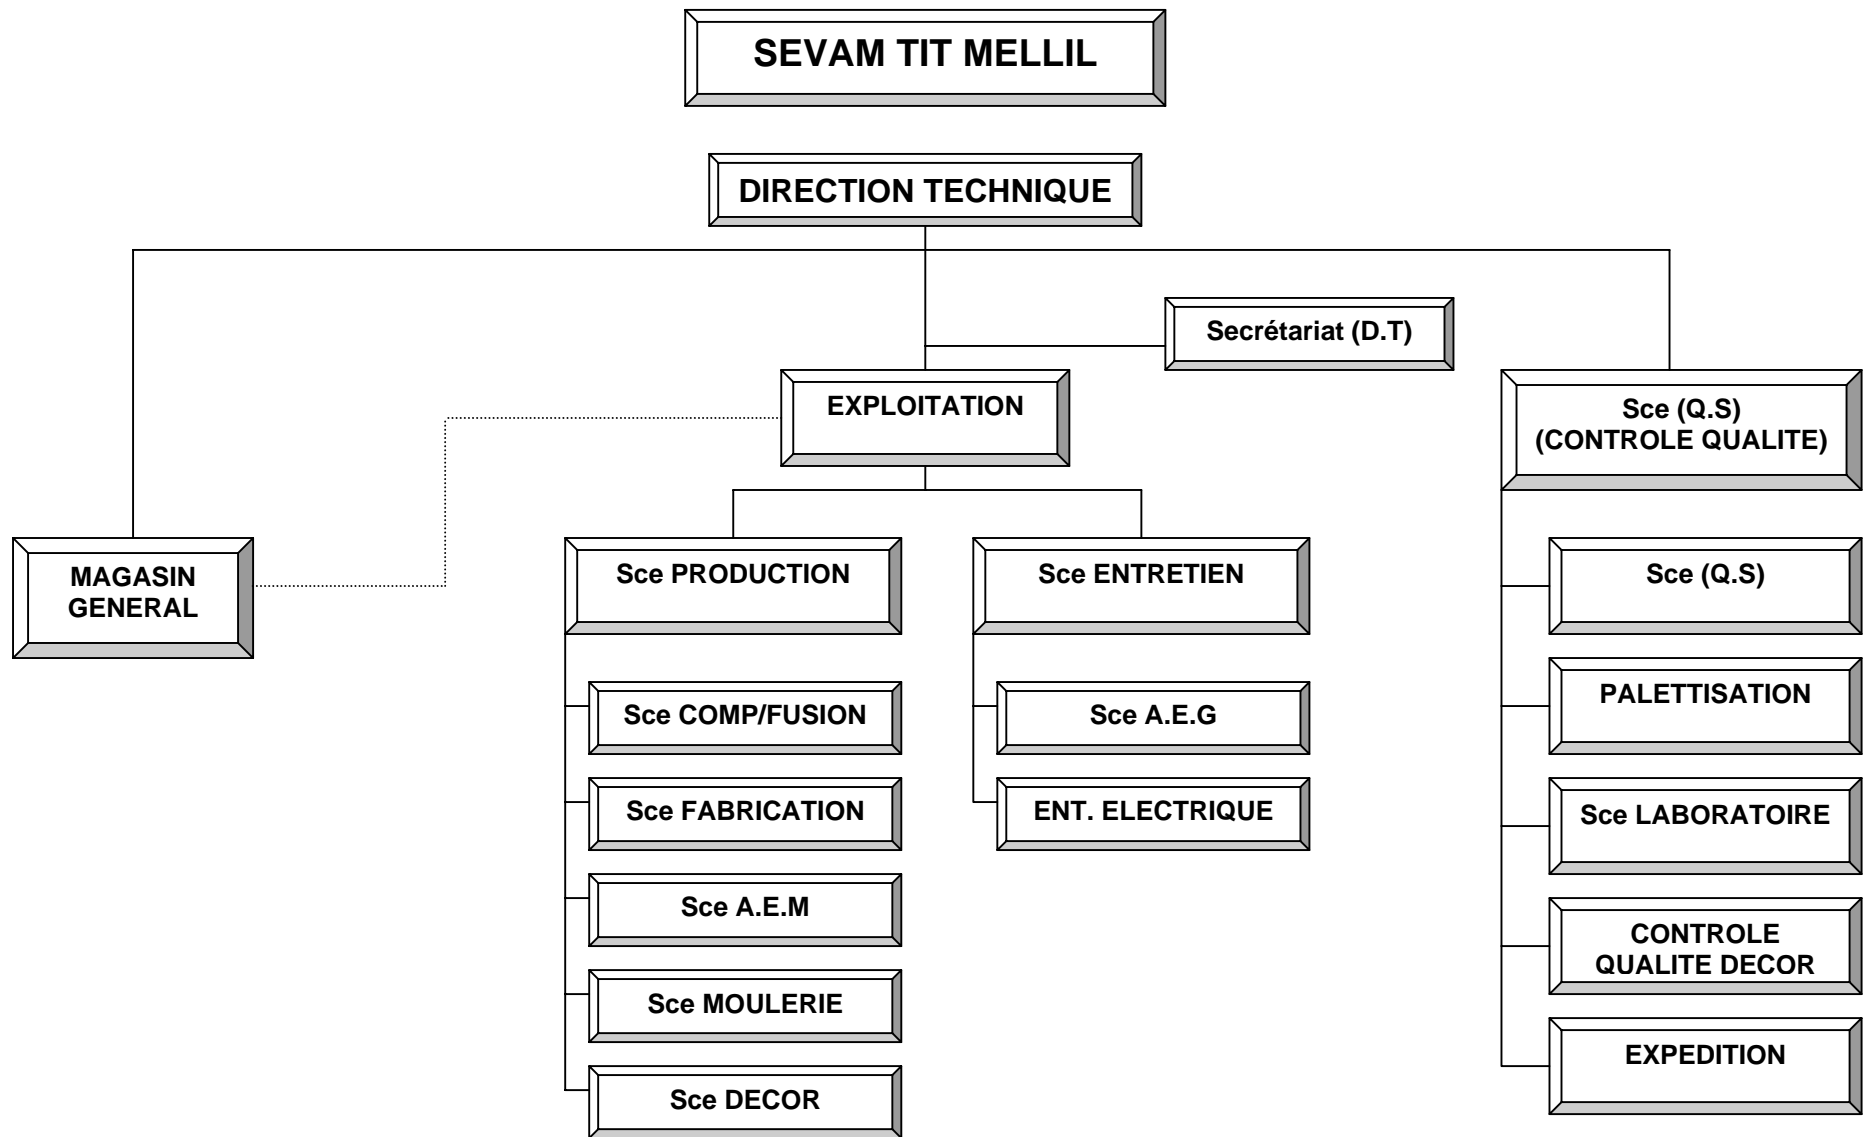 SEVAM TIT MELLIL
DIRECTION TECHNIQUE
Secrétariat (D.T)
EXPLOITATION
Sce (Q.S)
(CONTROLE QUALITE)
MAGASIN
GENERAL
Sce PRODUCTION
Sce COMP/FUSION
Sce FABRICATION
Sce A.E.M
Sce MOULERIE
Sce DECOR
Sce ENTRETIEN
Sce A.E.G
ENT. ELECTRIQUE
Sce (Q.S)
PALETTISATION
Sce LABORATOIRE
CONTROLE
QUALITE DECOR
EXPEDITION